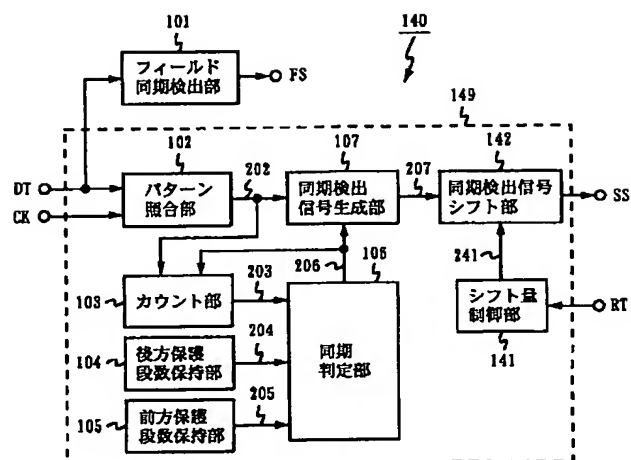 101
140
フィールド
同期検出部
FS
149
102
107
142
DT
CK
パターン
照合部
202
同期検出
信号生成部
207
同期検出信号
シフト部
SS
206
106
241
103
カウント部
203
シフト量
制御部
RT
141
104
後方保護
段数保持部
204
同期
判定部
105
前方保護
段数保持部
205